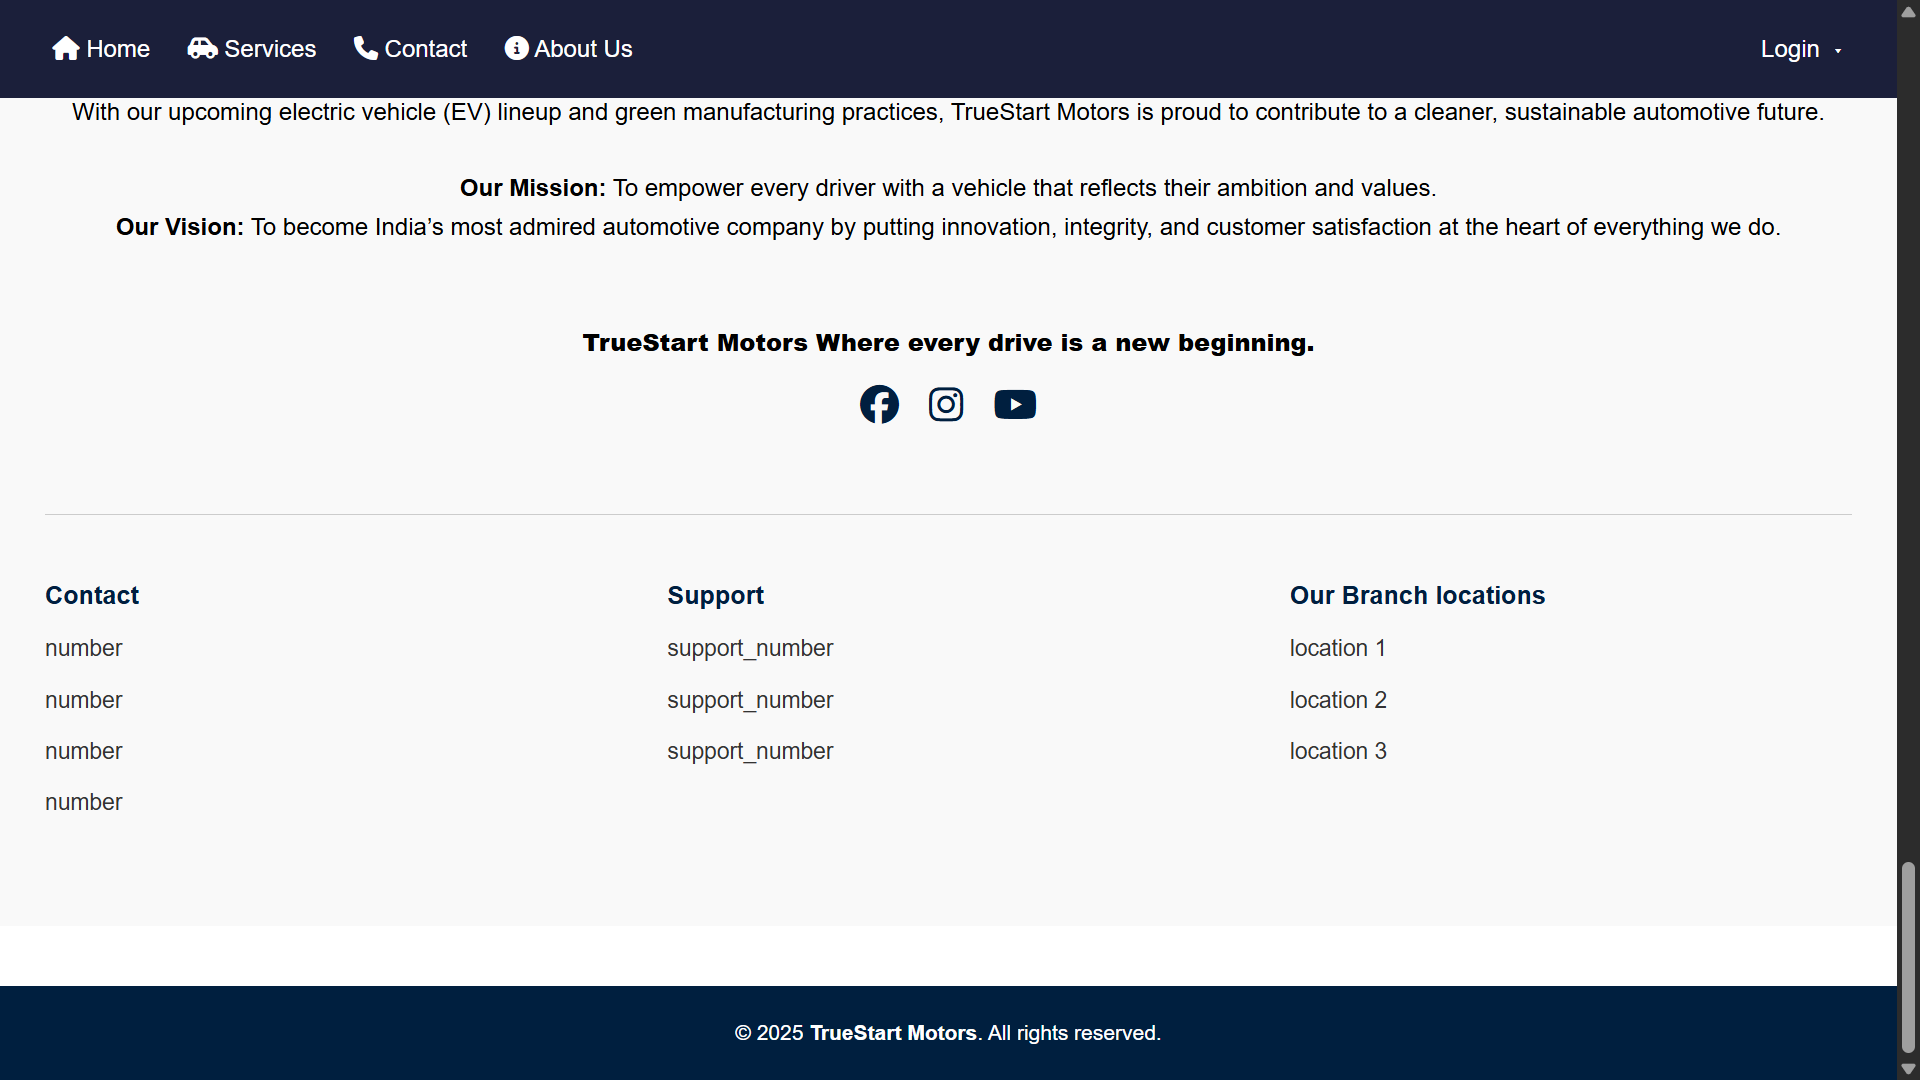 Home Services Contact About Us Login
With our upcoming electric vehicle (EV) lineup and green manufacturing practices, TrueStart Motors is proud to contribute to a cleaner, sustainable automotive future.
Our Mission: To empower every driver with a vehicle that reflects their ambition and values.
Our Vision: To become India’s most admired automotive company by putting innovation, integrity, and customer satisfaction at the heart of everything we do.
TrueStart Motors Where every drive is a new beginning.
Contact
number
number
number
number
Support
support_number
support_number
support_number
Our Branch locations
location 1
location 2
location 3
© 2025 TrueStart Motors. All rights reserved.